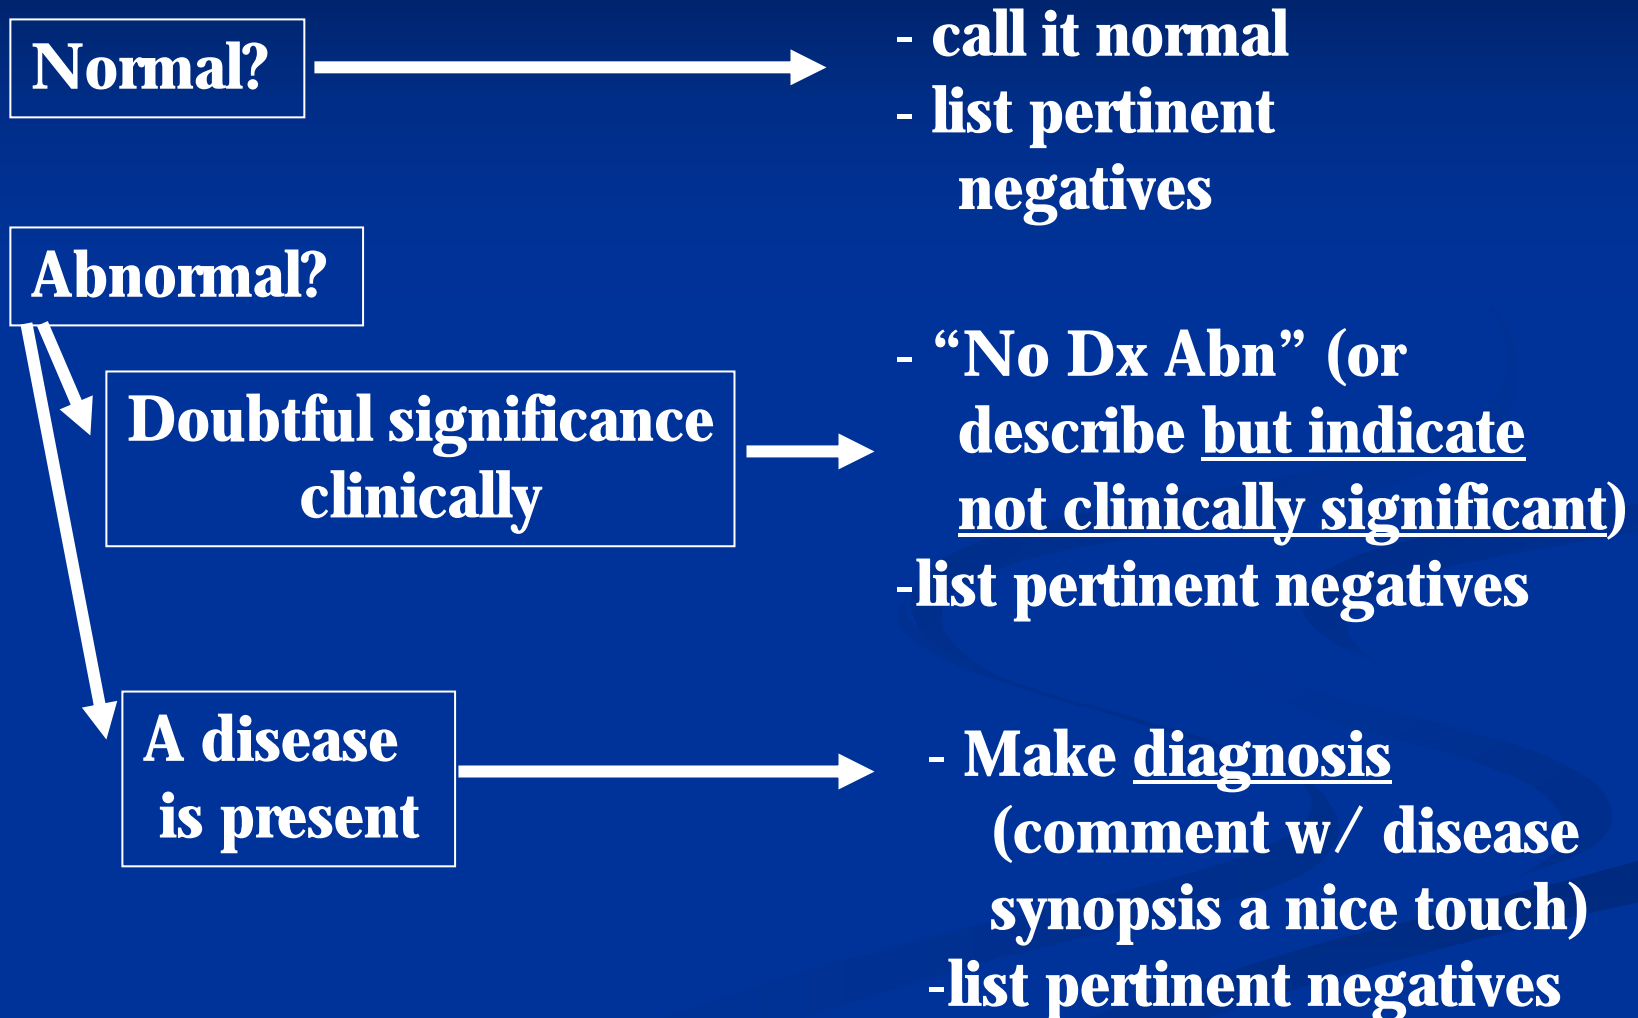 Normal?
- call it normal
- list pertinent
negatives
Abnormal?
Doubtful significance
clinically
- “No Dx Abn” (or
describe but indicate
not clinically significant)
-list pertinent negatives
A disease
is present
- Make diagnosis
(comment w/ disease
synopsis a nice touch)
-list pertinent negatives